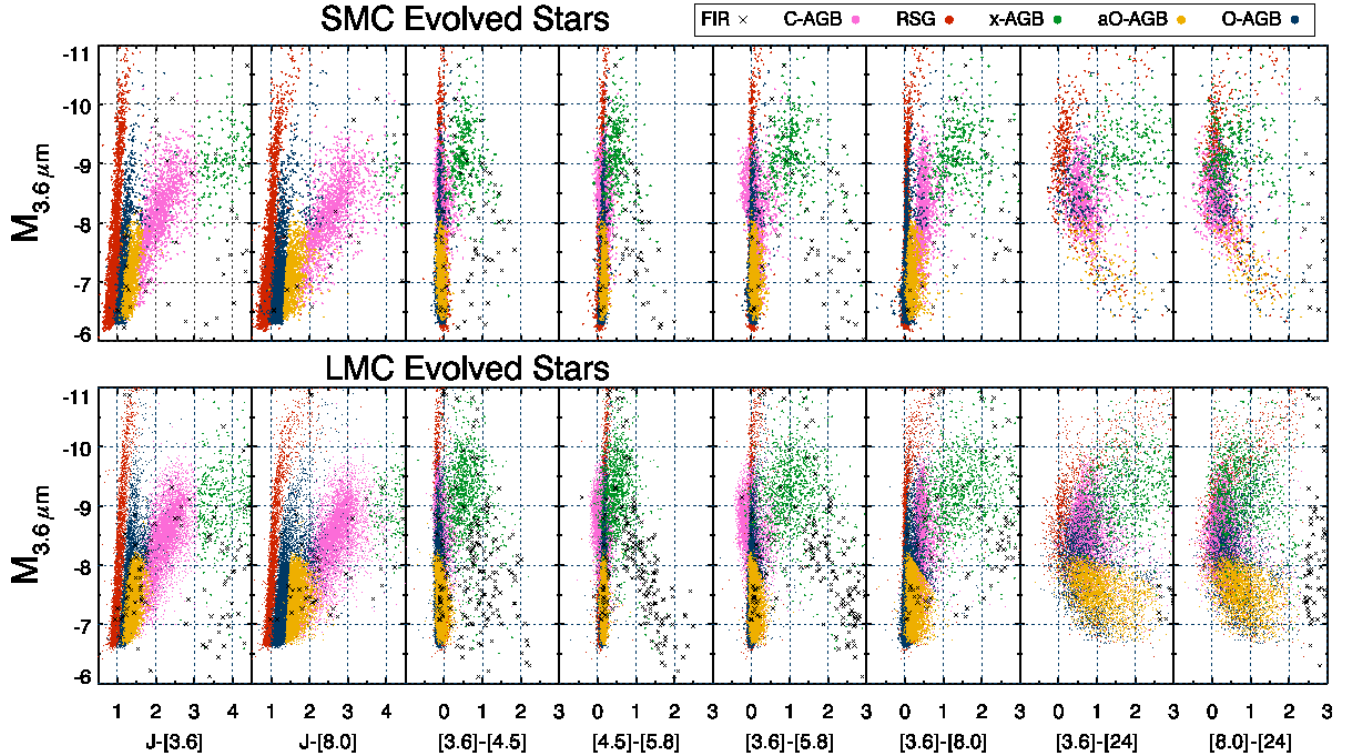 SMC Evolved Stars
FIR × C-AGB • RSG • x-AGB • aO-AGB • O-AGB •
-11
-10
-9
-8
-7
-6
M3.6 μm
LMC Evolved Stars
-11
-10
-9
-8
-7
-6
M3.6 μm
1 2 3 4 1 2 3 4 0 1 2 3 0 1 2 3 0 1 2 3 0 1 2 3 0 1 2 3 0 1 2 3
J-[3.6] J-[8.0] [3.6]-[4.5] [4.5]-[5.8] [3.6]-[5.8] [3.6]-[8.0] [3.6]-[24] [8.0]-[24]